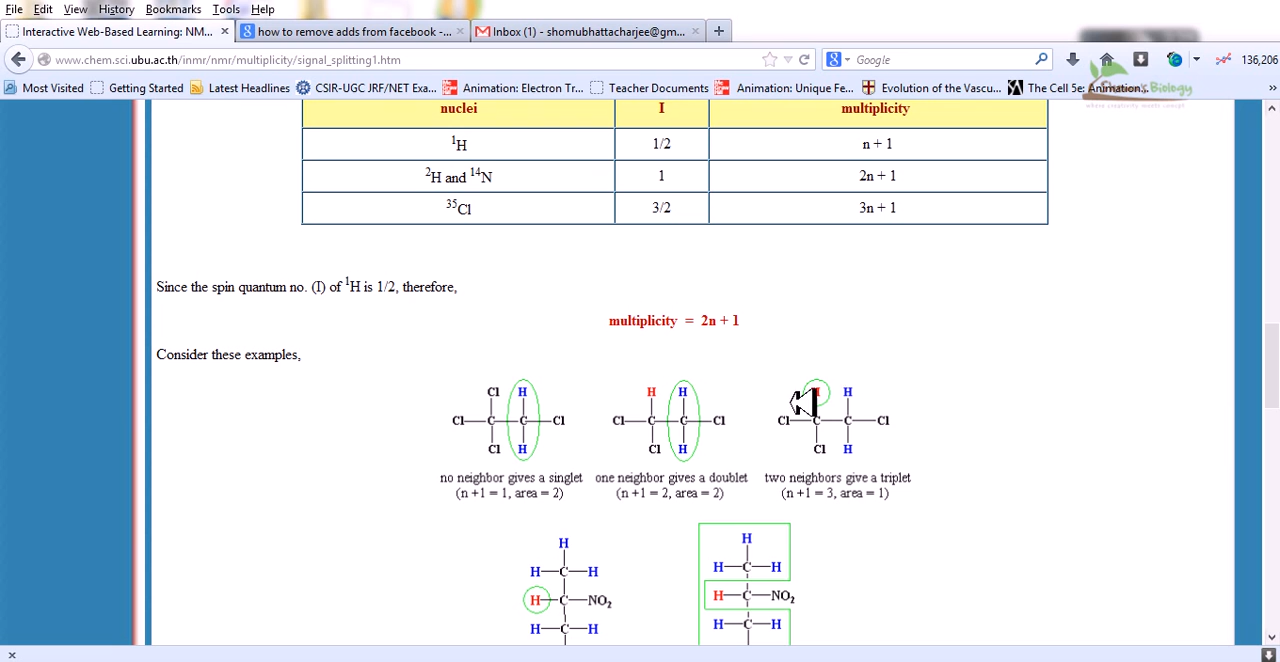 File Edit View History Bookmarks Tools Help
Interactive Web-Based Learning: NM... × how to remove adds from facebook -... × Inbox (1) - shomubhattacharjee@gm... × +
www.chem.sci.ubu.ac.th/inmr/nmr/multiplicity/signal_splitting1.htm Google 136,206
Most Visited Getting Started Latest Headlines CSIR-UGC JRF/NET Exa... Animation: Electron Tr... Teacher Documents Animation: Unique Fe... Evolution of the Vascu... The Cell 5e: Animation... »
Biology
nuclei I multiplicity
¹H 1/2 n + 1
²H and ¹⁴N 1 2n + 1
³⁵Cl 3/2 3n + 1
Since the spin quantum no. (I) of ¹H is 1/2, therefore,
multiplicity = 2n + 1
Consider these examples,
Cl H H H H
Cl—C—C—Cl Cl—C—C—Cl Cl—C—C—Cl
Cl H Cl H Cl H
no neighbor gives a singlet one neighbor gives a doublet two neighbors give a triplet
(n +1 = 1, area = 2) (n +1 = 2, area = 2) (n +1 = 3, area = 1)
H H
H—C—H H—C—H
H—C—NO₂ H—C—NO₂
H—C—H H—C—H